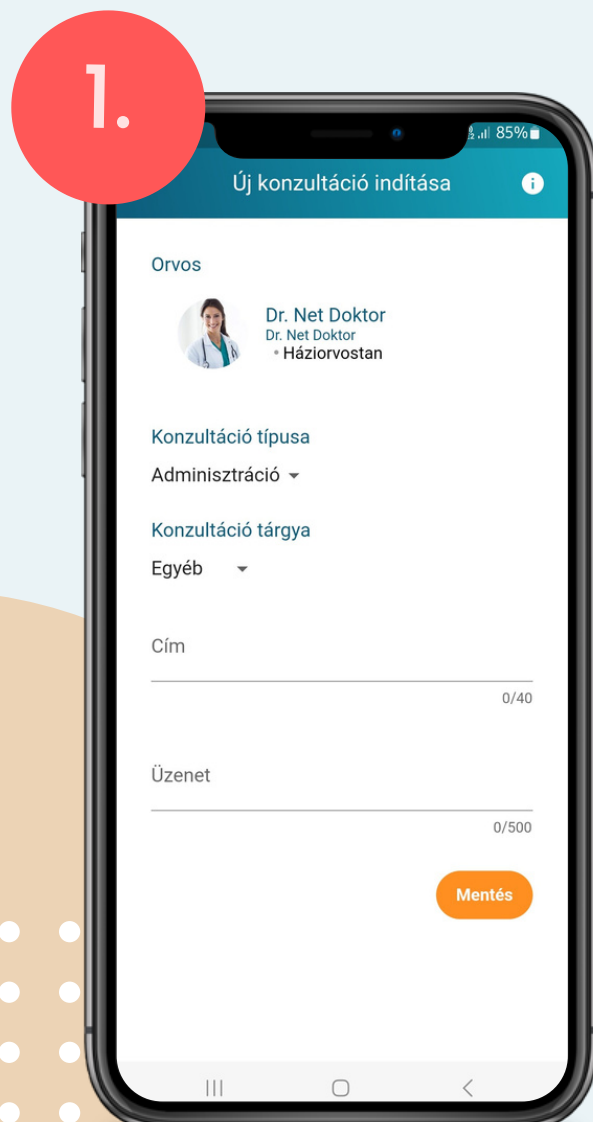 1.
85%
Új konzultáció indítása
Orvos
Dr. Net Doktor
Dr. Net Doktor
• Háziorvostan
Konzultáció típusa
Adminisztráció
Konzultáció tárgya
Egyéb
Cím
0/40
Üzenet
0/500
Mentés